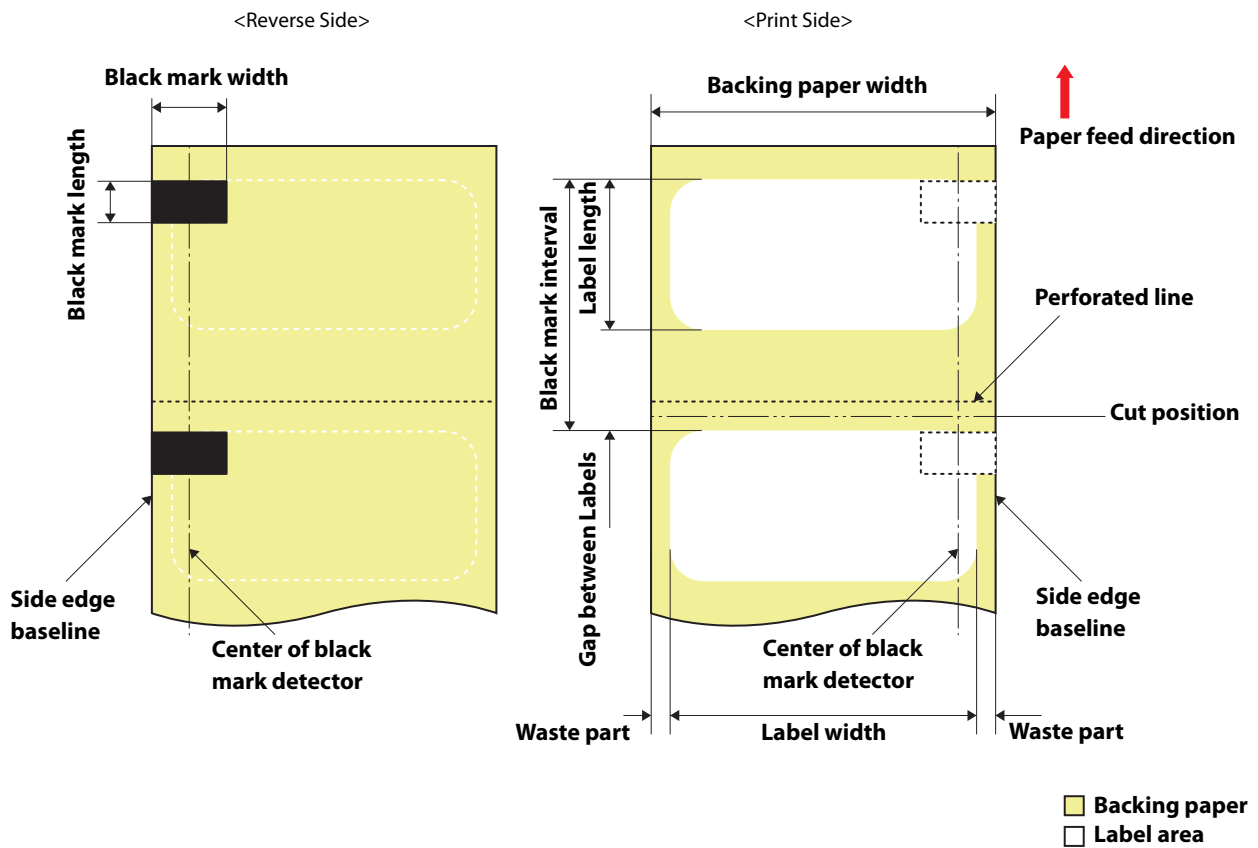 <Reverse Side>
<Print Side>
Black mark width
Backing paper width
Paper feed direction
Black mark length
Black mark interval
Label length
Perforated line
Cut position
Gap between Labels
Side edge
baseline
Center of black
mark detector
Center of black
mark detector
Side edge
baseline
Waste part
Label width
Waste part
Backing paper
Label area